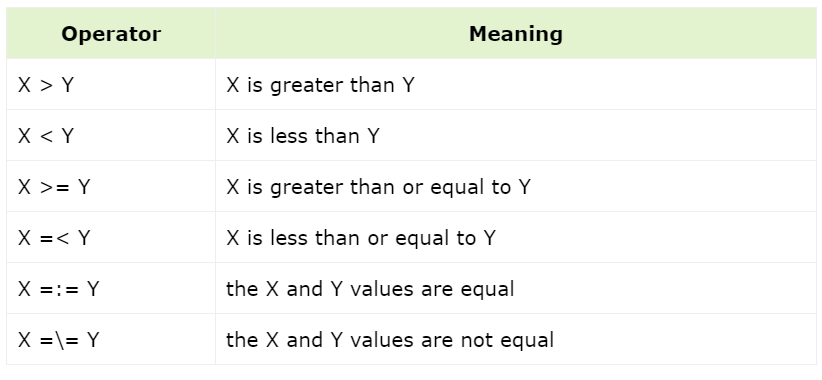 Operator Meaning
X > Y X is greater than Y
X < Y X is less than Y
X >= Y X is greater than or equal to Y
X =< Y X is less than or equal to Y
X =:= Y the X and Y values are equal
X =\= Y the X and Y values are not equal